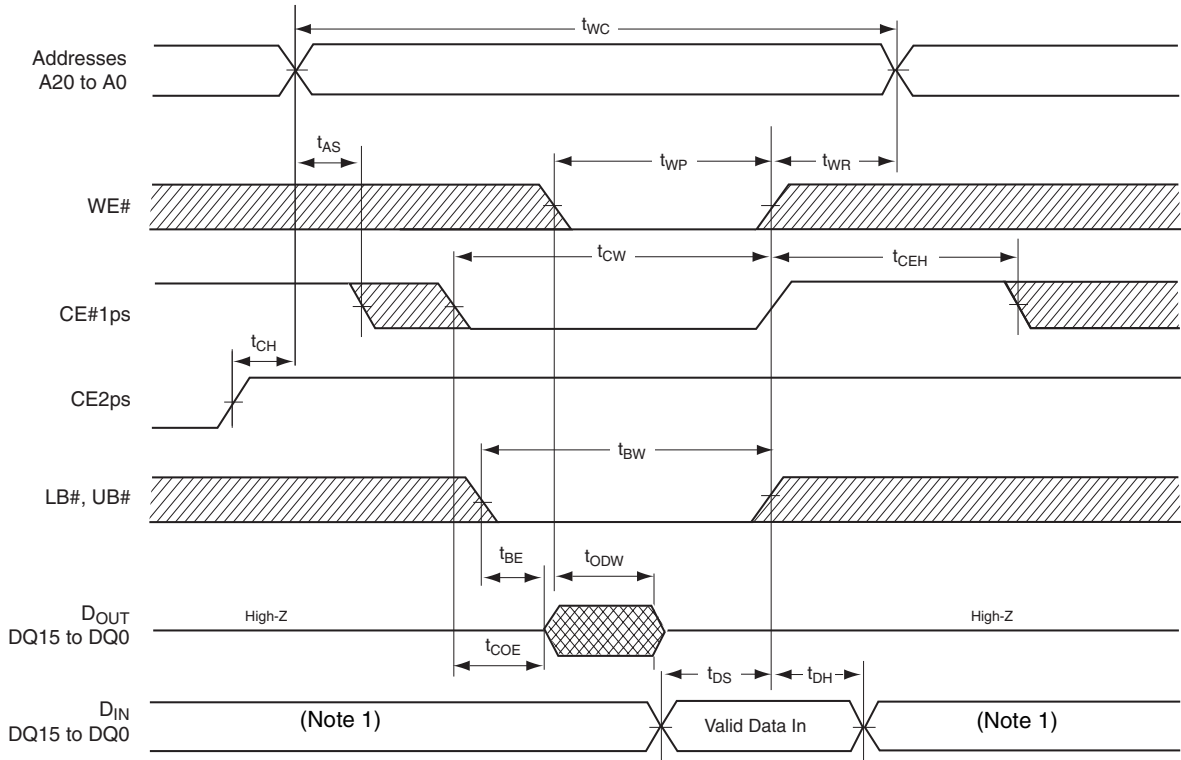 tWC
Addresses
A20 to A0
tAS
tWP
tWR
WE#
tCW
tCEH
CE#1ps
tCH
CE2ps
tBW
LB#, UB#
tBE
tODW
DOUT
DQ15 to DQ0
High-Z
High-Z
tCOE
tDS
tDH
DIN
DQ15 to DQ0
(Note 1)
Valid Data In
(Note 1)